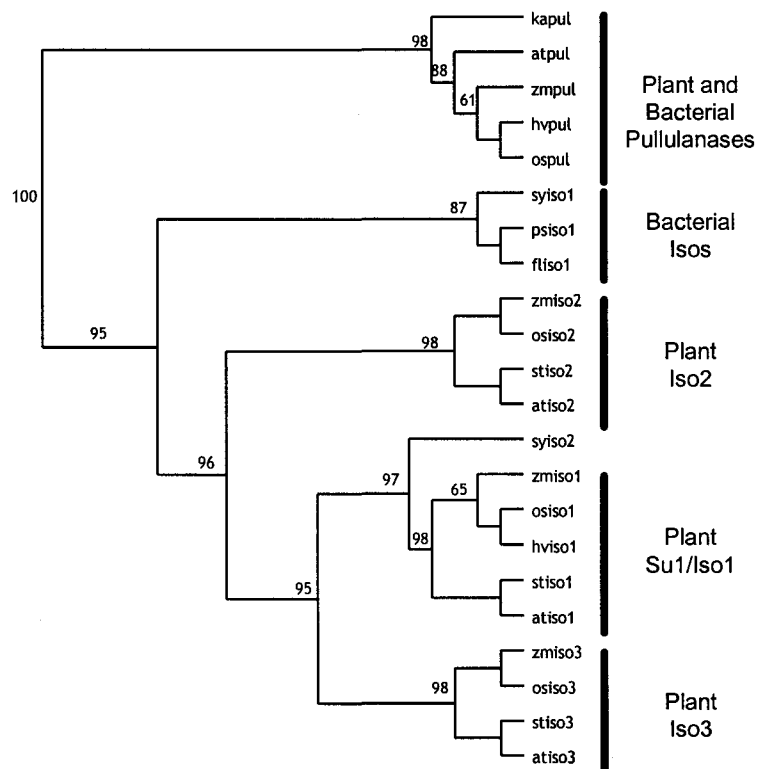 kapul
98
atpul
88
zmpul
61
hvpul
ospul
Plant and
Bacterial
Pullulanases
100
syiso1
87
psiso1
fliso1
Bacterial
Isos
zmiso2
95
osiso2
98
stiso2
atiso2
Plant
Iso2
syiso2
96
97
zmiso1
65
osiso1
98
hviso1
stiso1
95
atiso1
Plant
Su1/Iso1
zmiso3
98
osiso3
stiso3
atiso3
Plant
Iso3